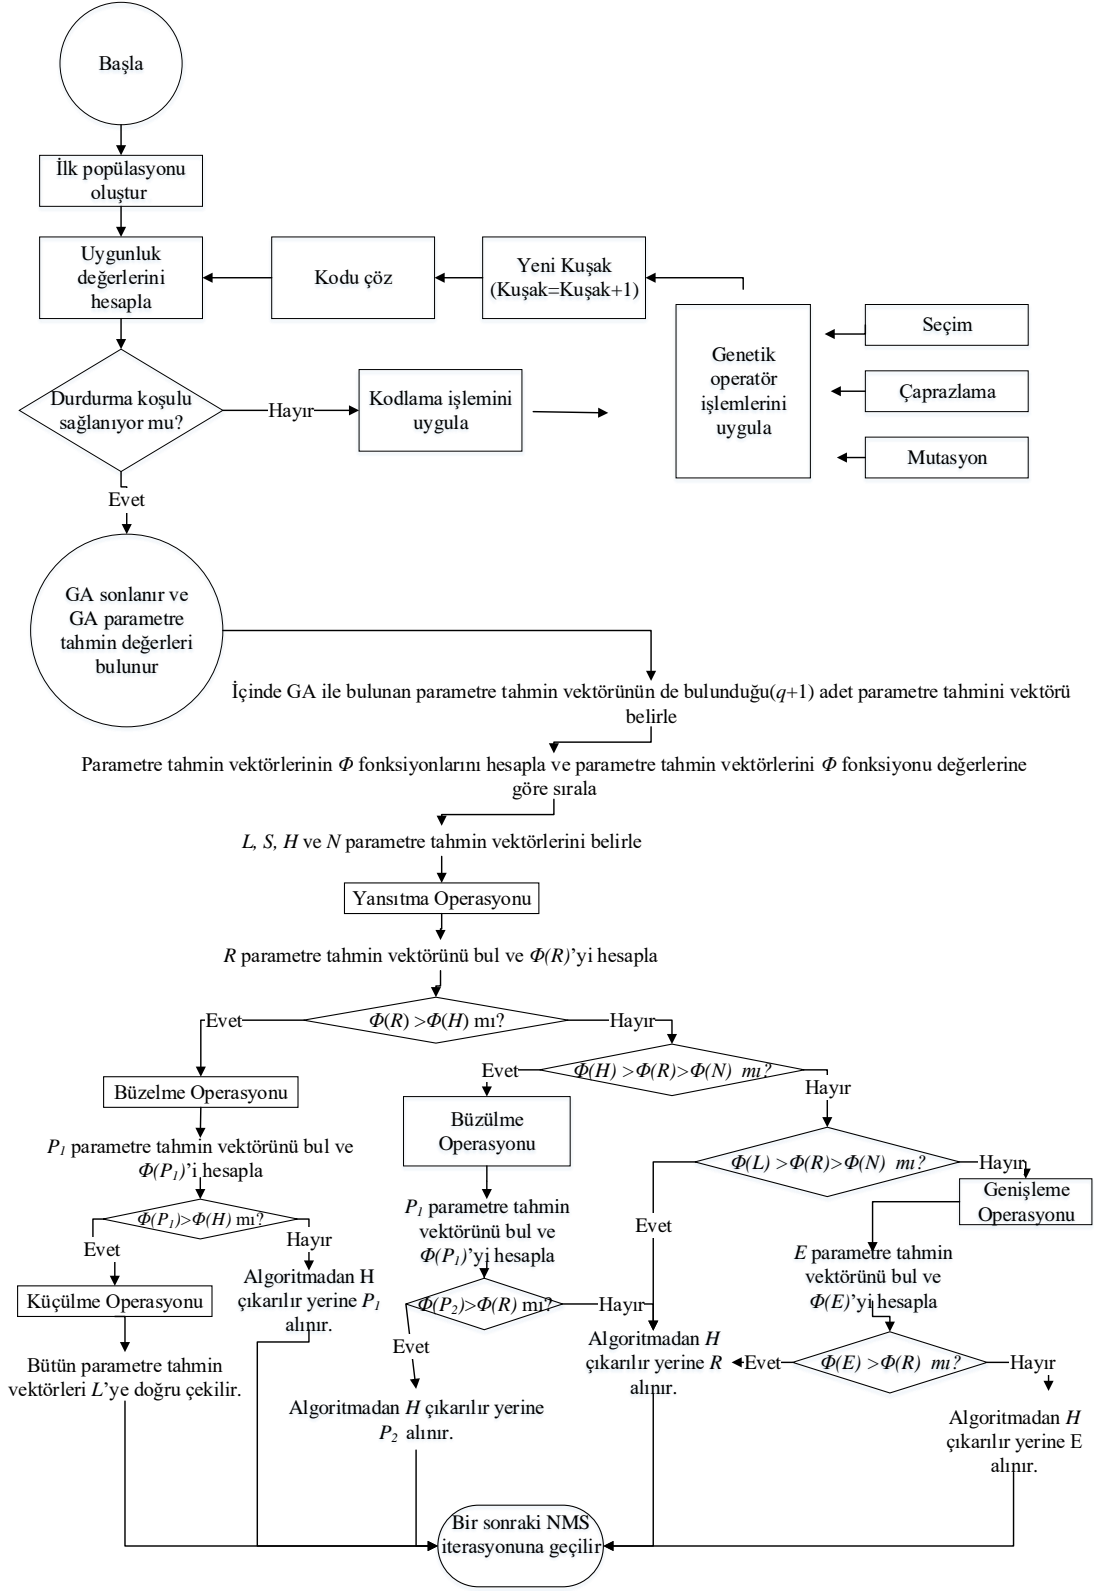 Başla
İlk popülasyonu
oluştur
Uygunluk
değerlerini
hesapla
Kodu çöz
Yeni Kuşak
(Kuşak=Kuşak+1)
Genetik
operatör
işlemlerini
uygula
Seçim
Çaprazlama
Mutasyon
Durdurma koşulu
sağlanıyor mu?
Hayır
Kodlama işlemini
uygula
Evet
GA sonlanır ve
GA parametre
tahmin değerleri
bulunur
İçinde GA ile bulunan parametre tahmin vektörünün de bulunduğu(q+1) adet parametre tahmini vektörü
belirle
Parametre tahmin vektörlerinin Φ fonksiyonlarını hesapla ve parametre tahmin vektörlerini Φ fonksiyonu değerlerine
göre sırala
L, S, H ve N parametre tahmin vektörlerini belirle
Yansıtma Operasyonu
R parametre tahmin vektörünü bul ve Φ(R)’yi hesapla
Φ(R) >Φ(H) mı?
Evet
Hayır
Büzelme Operasyonu
P1 parametre tahmin vektörünü bul ve
Φ(P1)’i hesapla
Φ(P1)>Φ(H) mı?
Evet
Hayır
Küçülme Operasyonu
Bütün parametre tahmin
vektörleri L’ye doğru çekilir.
Algoritmadan H
çıkarılır yerine P1
alınır.
Φ(H) >Φ(R)>Φ(N) mı?
Evet
Hayır
Büzülme
Operasyonu
P1 parametre tahmin
vektörünü bul ve
Φ(P1)’yi hesapla
Φ(P2)>Φ(R) mı?
Hayır
Evet
Algoritmadan H çıkarılır yerine
P2 alınır.
Φ(L) >Φ(R)>Φ(N) mı?
Evet
Hayır
Algoritmadan H
çıkarılır yerine R
alınır.
Genişleme
Operasyonu
E parametre tahmin
vektörünü bul ve
Φ(E)’yi hesapla
Φ(E) >Φ(R) mı?
Evet
Hayır
Algoritmadan H
çıkarılır yerine E
alınır.
Bir sonraki NMS
iterasyonuna geçilir